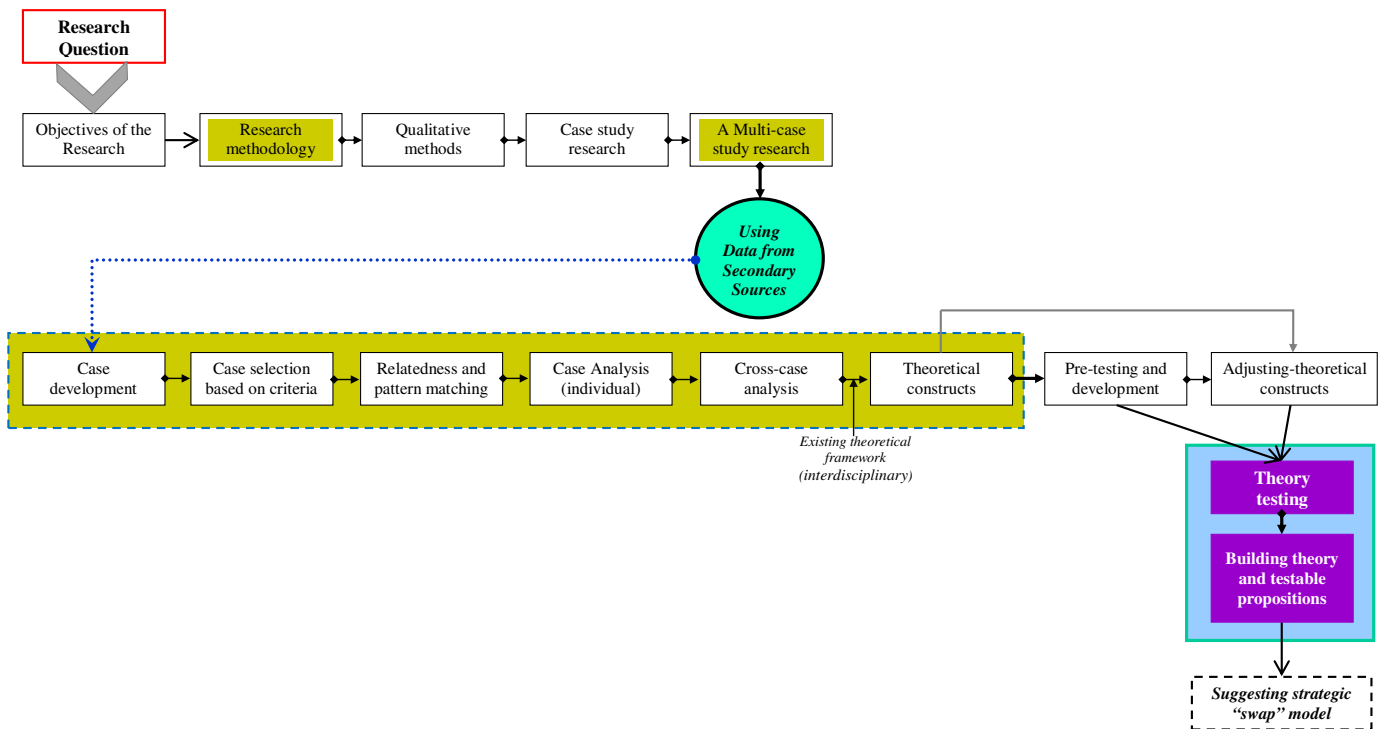 Research
Question
Objectives of the
Research
Research
methodology
Qualitative
methods
Case study
research
A Multi-case
study research
Using
Data from
Secondary
Sources
Case
development
Case selection
based on criteria
Relatedness and
pattern matching
Case Analysis
(individual)
Cross-case
analysis
Theoretical
constructs
Pre-testing and
development
Adjusting-theoretical
constructs
Existing theoretical
framework
(interdisciplinary)
Theory
testing
Building theory
and testable
propositions
Suggesting strategic
“swap” model